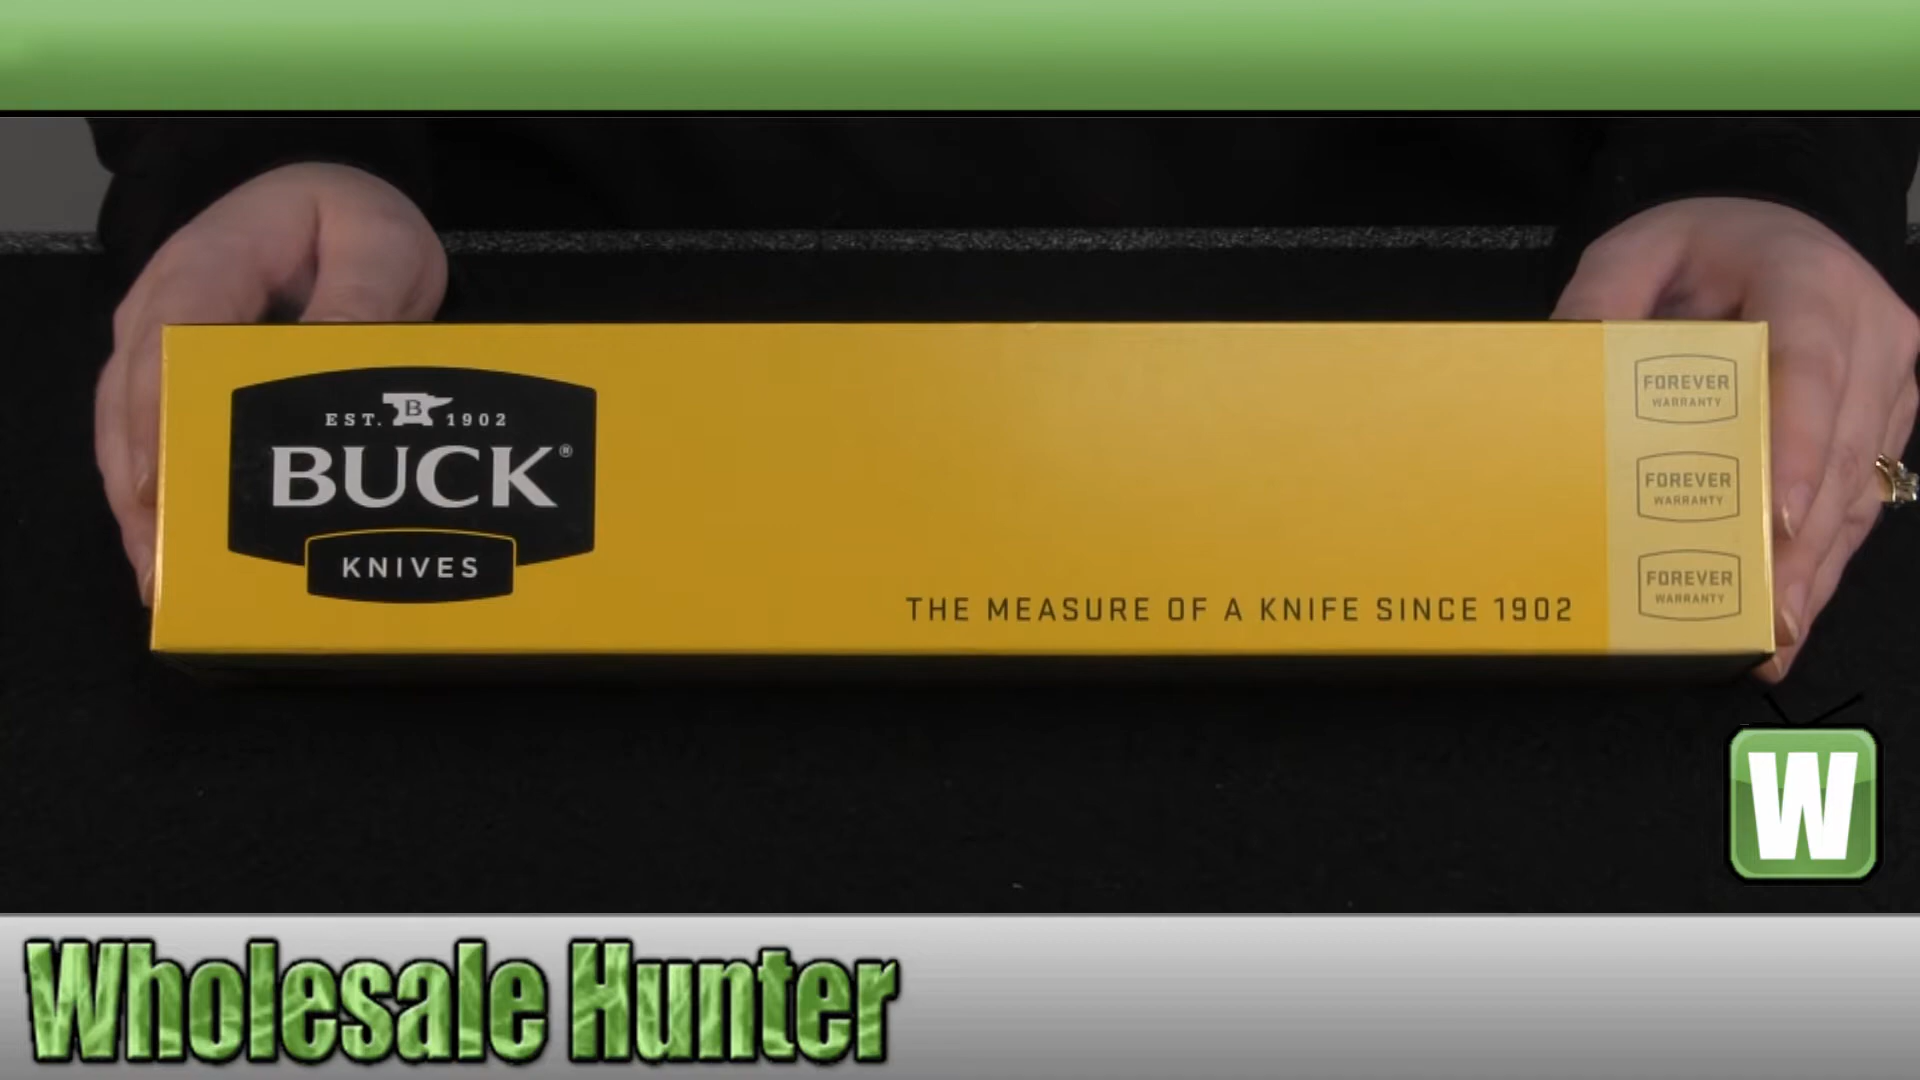 EST. B 1902
BUCK®
KNIVES
THE MEASURE OF A KNIFE SINCE 1902
FOREVER
WARRANTY
FOREVER
WARRANTY
FOREVER
WARRANTY
W
Wholesale Hunter